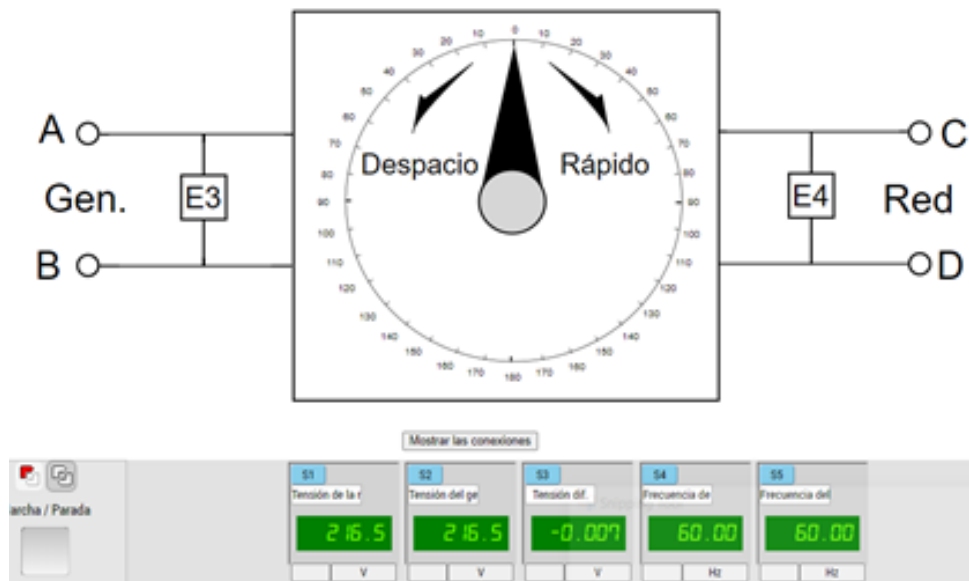 0
10 10
20 20
30 30
40 40
50 50
60 60
70 70
80 80
90 90
100 100
110 110
120 120
130 130
140 140
150 150
160 160
170 170
180
Despacio Rápido
A C
Gen. E3 E4 Red
B D
Mostrar las conexiones
S1 S2 S3 S4 S5
Tensión de la r Tensión del ge Tensión dif. Frecuencia de Frecuencia del
archa / Parada
216.5 216.5 -0.007 60.00 60.00
V V V Hz Hz